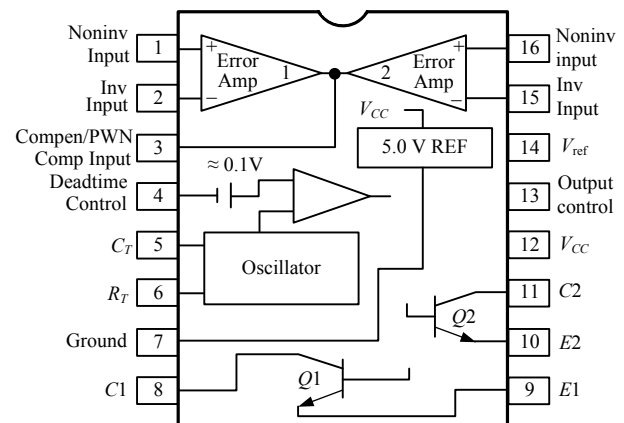 Noninv
Input
1
Inv
Input
2
Compen/PWN
Comp Input
3
Deadtime
Control
4
C_T
5
R_T
6
Ground
7
C1
8
+
Error
Amp
1
−
2
Error
Amp
+
−
V_CC
5.0 V REF
≈ 0.1V
Oscillator
Q2
Q1
16
Noninv
input
15
Inv
Input
14
V_ref
13
Output
control
12
V_CC
11
C2
10
E2
9
E1